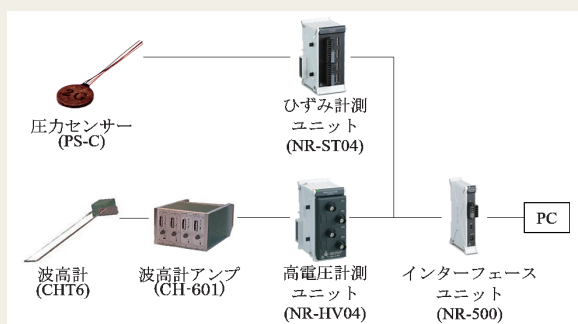 圧力センサー
(PS-C)
ひずみ計測
ユニット
(NR-ST04)
波高計
(CHT6)
波高計アンプ
(CH-601)
高電圧計測
ユニット
(NR-HV04)
インターフェース
ユニット
(NR-500)
PC